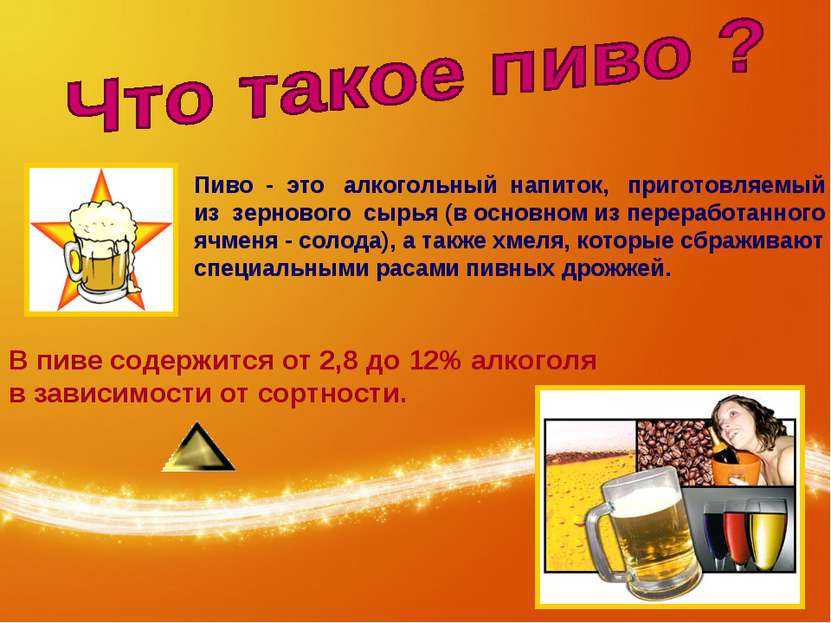 Что такое пиво ?
Пиво - это алкогольный напиток, приготовляемый
из зернового сырья (в основном из переработанного
ячменя - солода), а также хмеля, которые сбраживают
специальными расами пивных дрожжей.
В пиве содержится от 2,8 до 12% алкоголя
в зависимости от сортности.